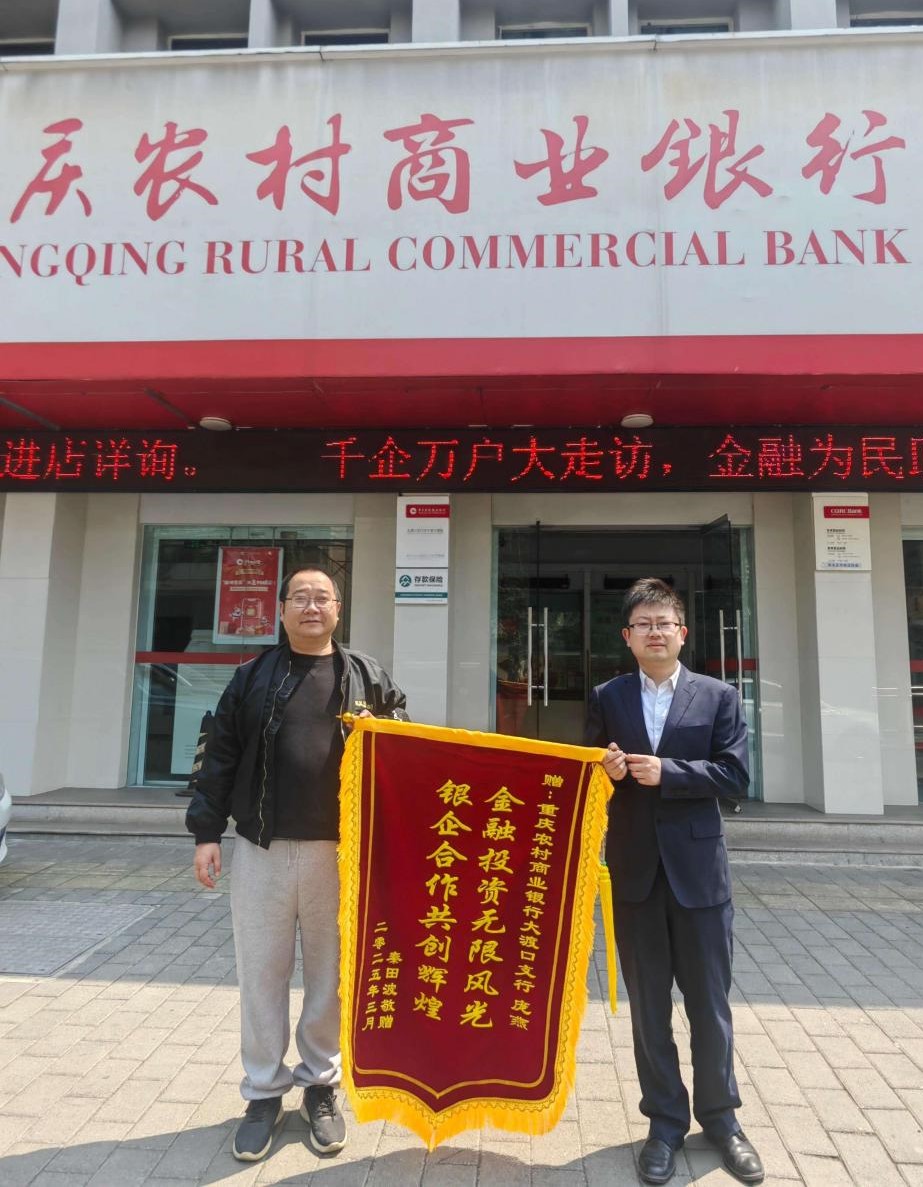 庆农村商业银行
NGQING RURAL COMMERCIAL BANK
进店详询。 千企万户大走访，金融为民
存款保险
CQRC Bank
赠：重庆农村商业银行大渡口支行 庞燕
金融投资无限风光
银企合作共创辉煌
秦田波敬赠
二零二五年三月